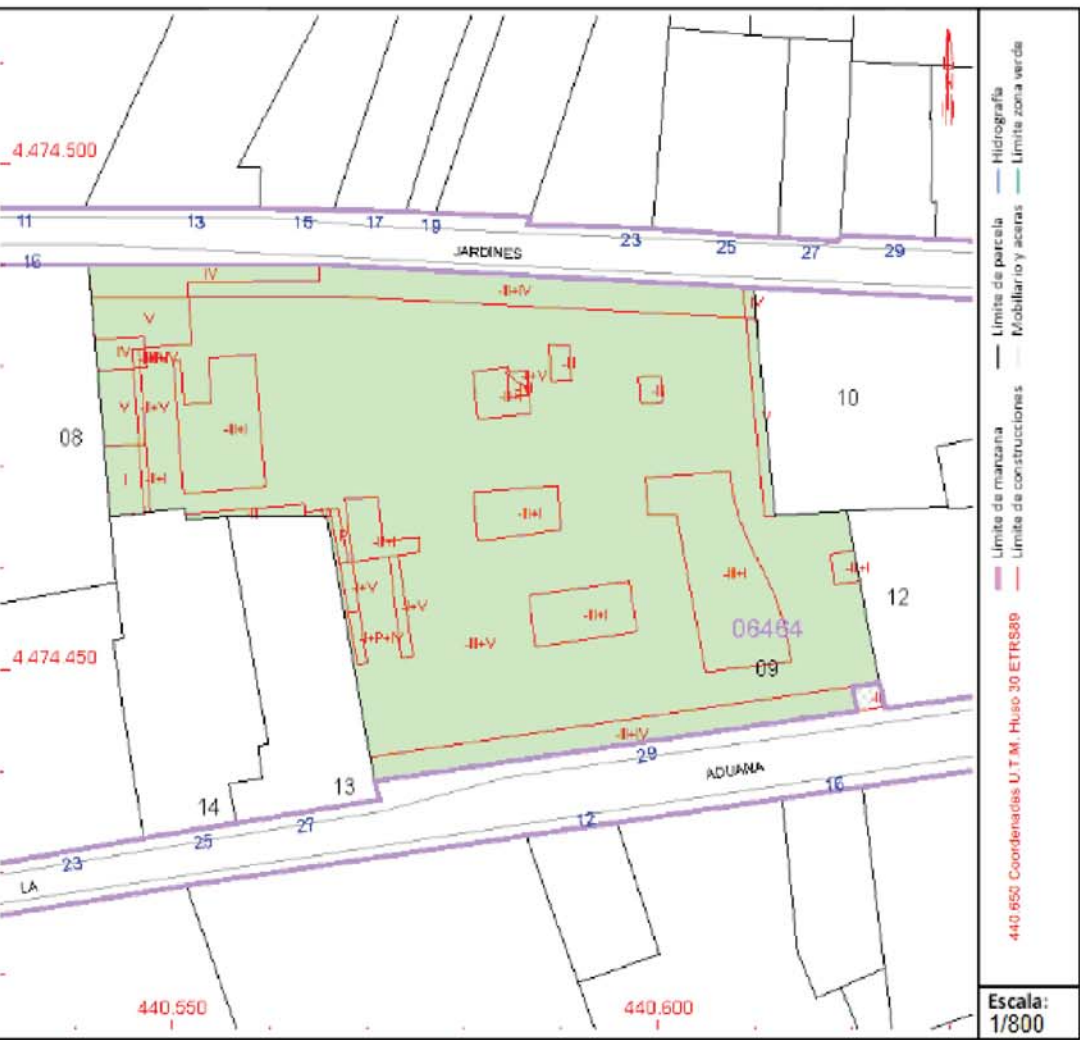 4.474.500
11 13 15 17 19 23 25 27 29
JARDINES
16
IV
-II+IV
IV
V
IV
V
-II+V
-II+I
I
-II+I
08
10
I+V
-II
-II
V
-II+I
-II+I
P
-II+I
I+V
-I+V
I+P+IV
-II+V
-II+I
-II+I
-II+I
12
06464
09
4.474.450
-II+IV
29
ADUANA
16
13
14
27
25
12
23
LA
440.550
440.600
Hidrografía
Límite zona verde
Límite de parcela
Mobiliario y aceras
Límite de manzana
Límite de construcciones
440.650 Coordenadas U.T.M. Huso 30 ETRS89
Escala:
1/800